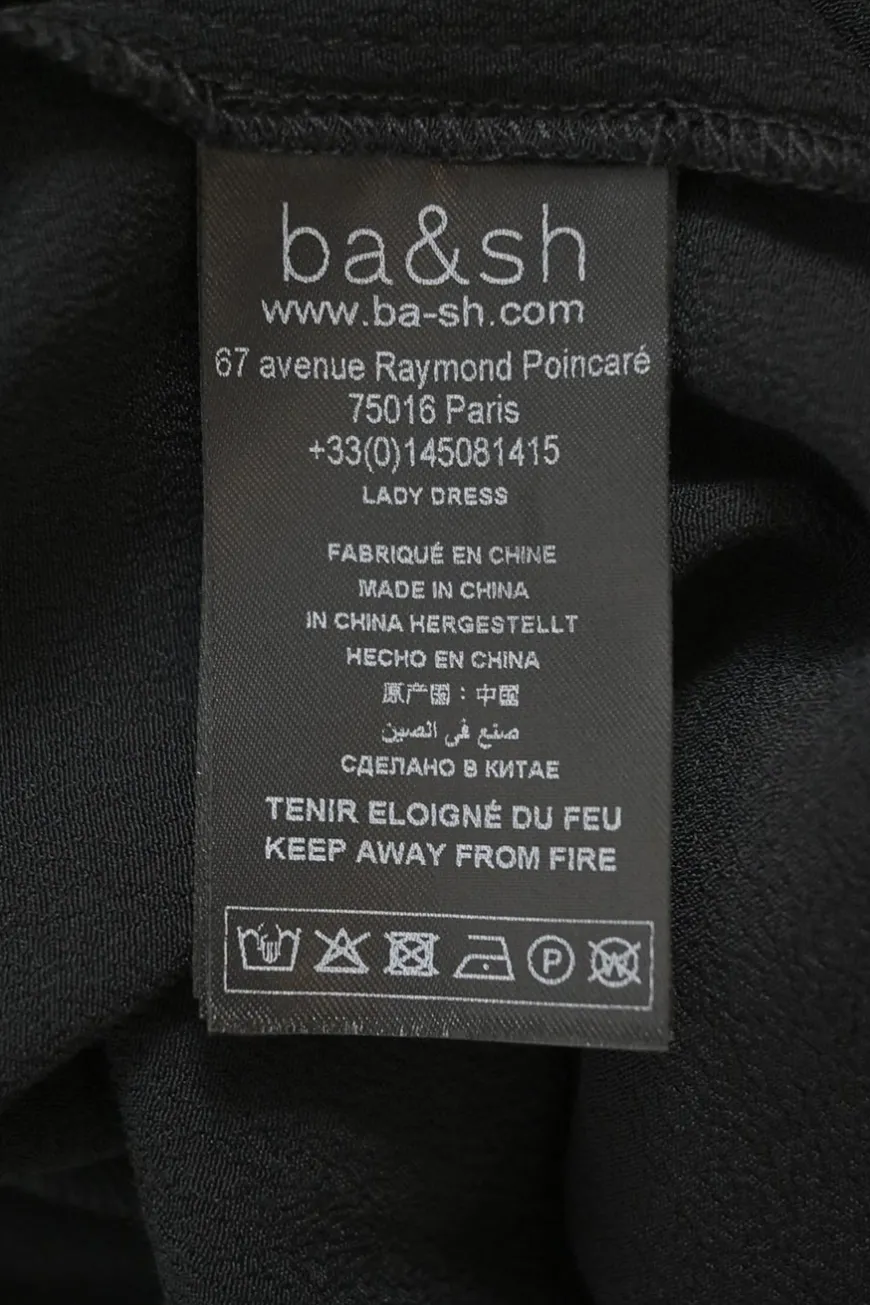 ba&sh
www.ba-sh.com
67 avenue Raymond Poincaré
75016 Paris
+33(0)145081415
LADY DRESS
FABRIQUÉ EN CHINE
MADE IN CHINA
IN CHINA HERGESTELLT
HECHO EN CHINA
原产国：中国
صنع في الصين
СДЕЛАНО В КИТАЕ
TENIR ELOIGNÉ DU FEU
KEEP AWAY FROM FIRE
P W